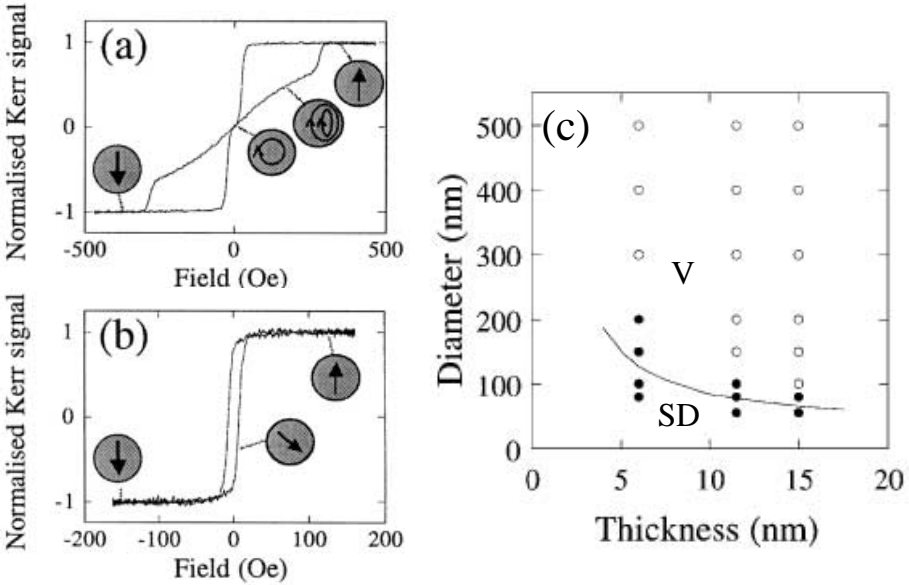 (a)
Normalised Kerr signal
1
0
-1
-500
0
500
Field (Oe)
(b)
Normalised Kerr signal
1
0
-1
-200
-100
0
100
200
Field (Oe)
(c)
Diameter (nm)
500
400
300
200
100
0
V
SD
0
5
10
15
20
Thickness (nm)